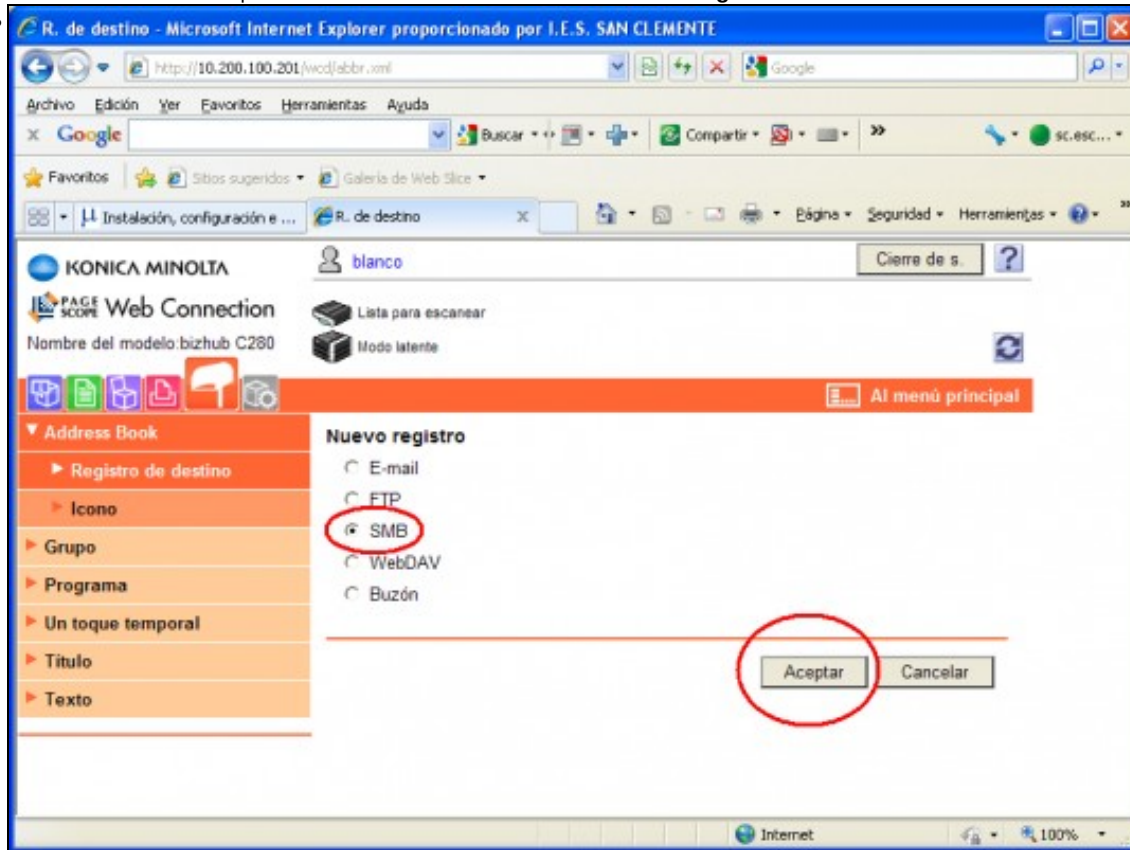 R. de destino - Microsoft Internet Explorer proporcionado por I.E.S. SAN CLEMENTE
http://10.200.100.201/wcd/abbr.xml
Google
Archivo Edición Ver Favoritos Herramientas Ayuda
x Google Buscar Compartir » sc.esc...
Favoritos Sitios sugeridos Galería de Web Slice
Instalación, configuración e ... R. de destino x Página Seguridad Herramientas »
KONICA MINOLTA blanco Cierre de s. ?
PAGE SCOPE Web Connection Lista para escanear
Nombre del modelo:bizhub C280 Modo latente
Al menú principal
Address Book
Registro de destino
Icono
Grupo
Programa
Un toque temporal
Título
Texto
Nuevo registro
E-mail
FTP
SMB
WebDAV
Buzón
Aceptar Cancelar
Internet 100%